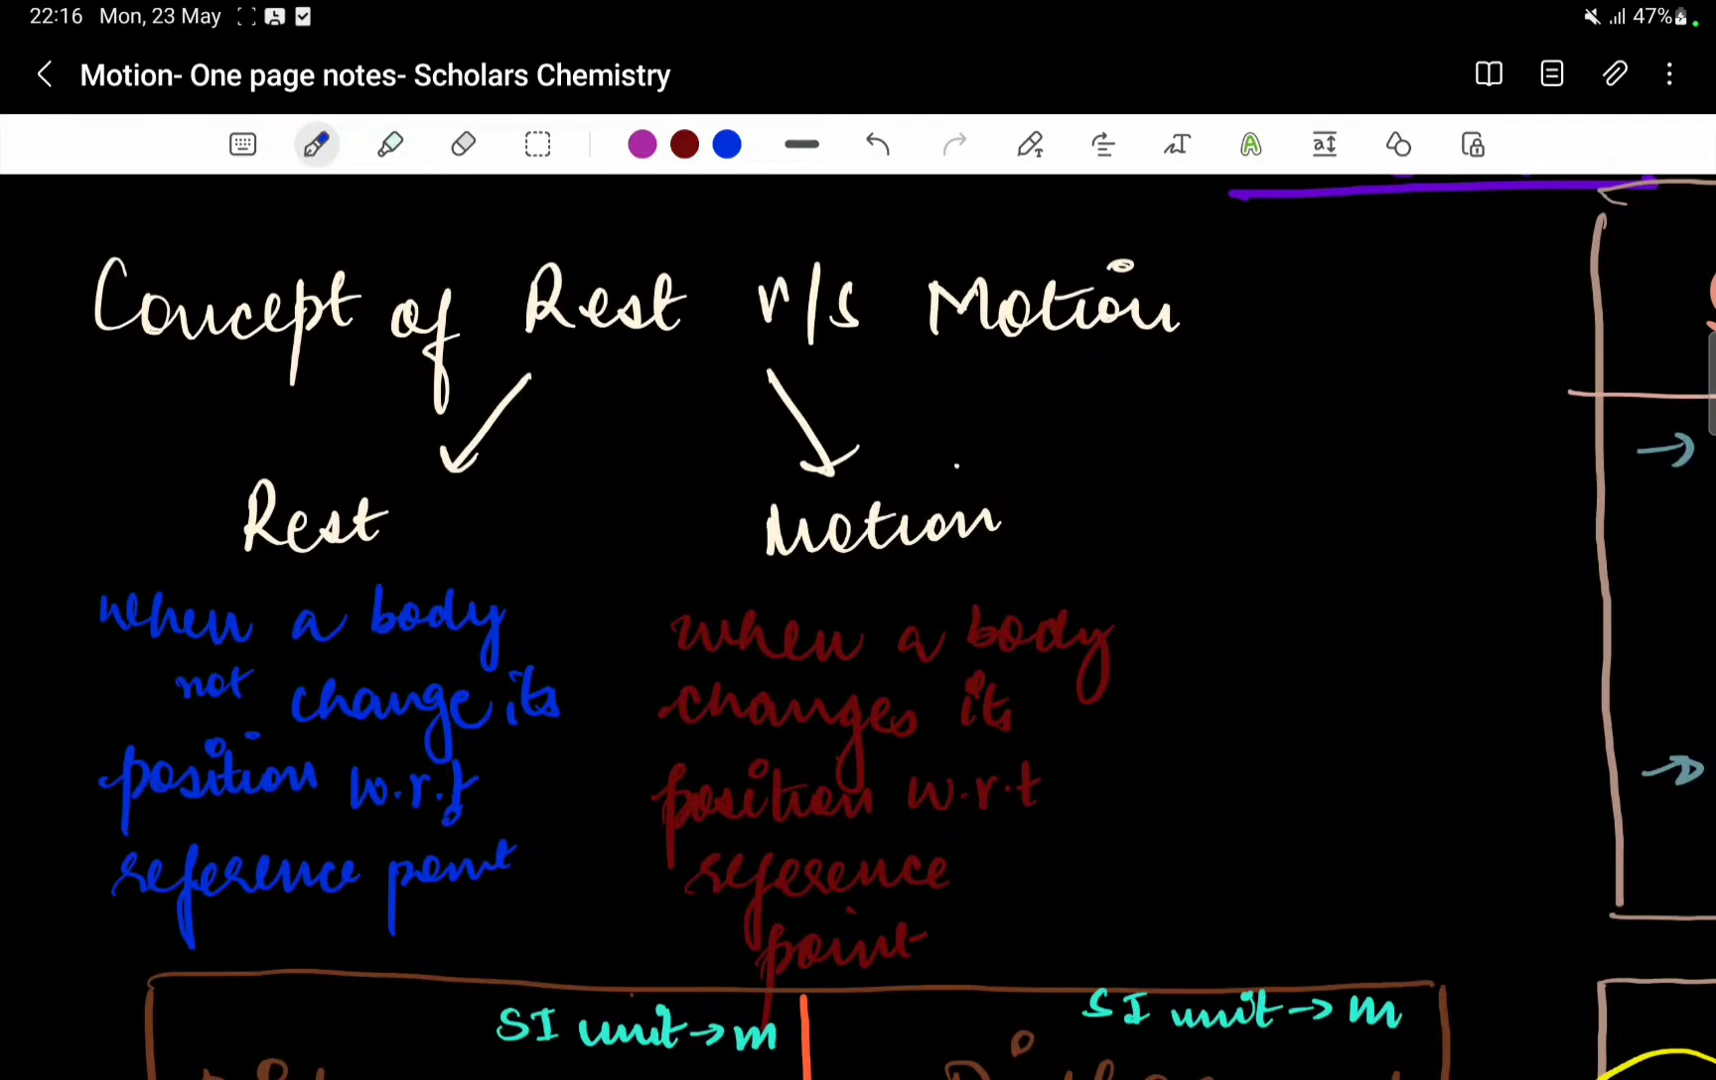 22:16 Mon, 23 May
47%
Motion- One page notes- Scholars Chemistry
Concept of Rest v/s Motion
Rest
Motion
when a body
not change its
position w.r.t
reference point
when a body
changes its
position w.r.t
reference
point
SI unit → m
SI unit → m